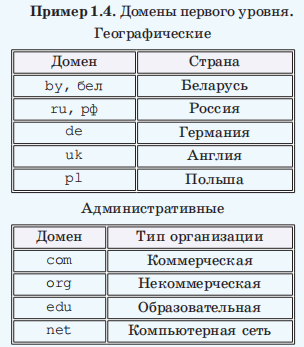 Пример 1.4. Домены первого уровня.
Географические
Домен Страна
by, бел Беларусь
ru, рф Россия
de Германия
uk Англия
pl Польша
Административные
Домен Тип организации
com Коммерческая
org Некоммерческая
edu Образовательная
net Компьютерная сеть